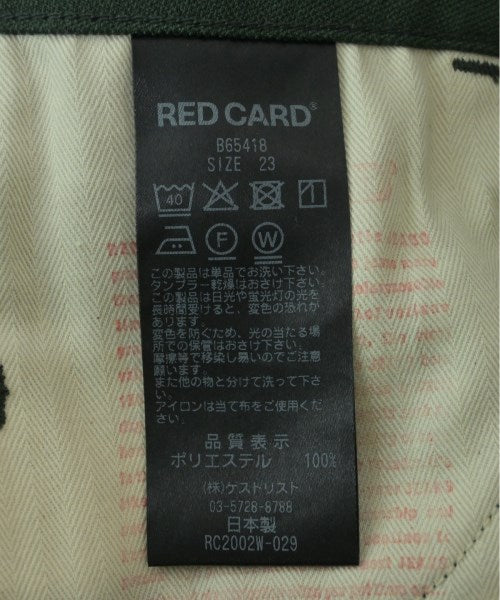 RED CARD®
B65418
SIZE 23
40
F
W
この製品は単品でお洗い下さい。
タンブラー乾燥はおさけ下さい。
この製品は日光や蛍光灯の光を
長時間受けると、変色の恐れが
あります。
変色を防ぐため、光の当たる場
所での保管はおさけ下さい。
摩擦等で移染し易いのでご注意
願います。
また他の物と分けて洗って下さ
い。
アイロンは当て布をご使用くだ
さい。
品質表示
ポリエステル 100%
(株)ゲストリスト
03-5728-8788
日本製
RC2002W-029